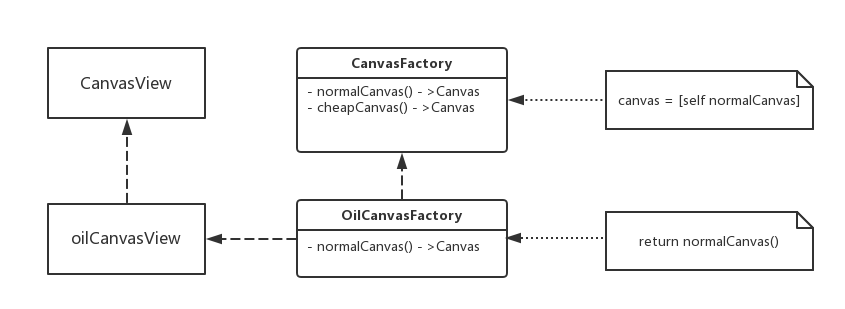 CanvasView
CanvasFactory
- normalCanvas() - >Canvas
- cheapCanvas() - >Canvas
canvas = [self normalCanvas]
oilCanvasView
OilCanvasFactory
- normalCanvas() - >Canvas
return normalCanvas()